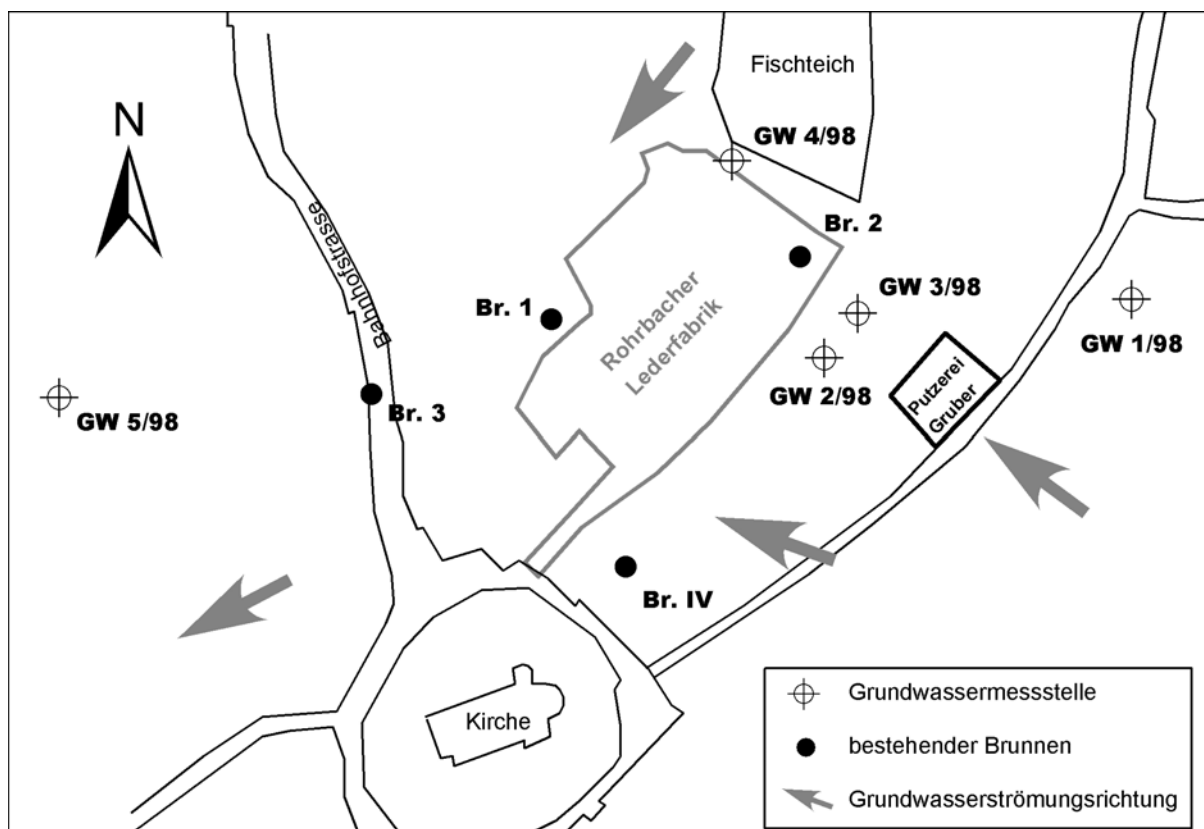 Fischteich
N
GW 4/98
Bahnhofstrasse
Br. 2
Rohrbacher
Lederfabrik
GW 3/98
Br. 1
GW 1/98
GW 2/98
Putzerei
Gruber
Br. 3
GW 5/98
Br. IV
Kirche
Grundwassermessstelle
bestehender Brunnen
Grundwasserströmungsrichtung